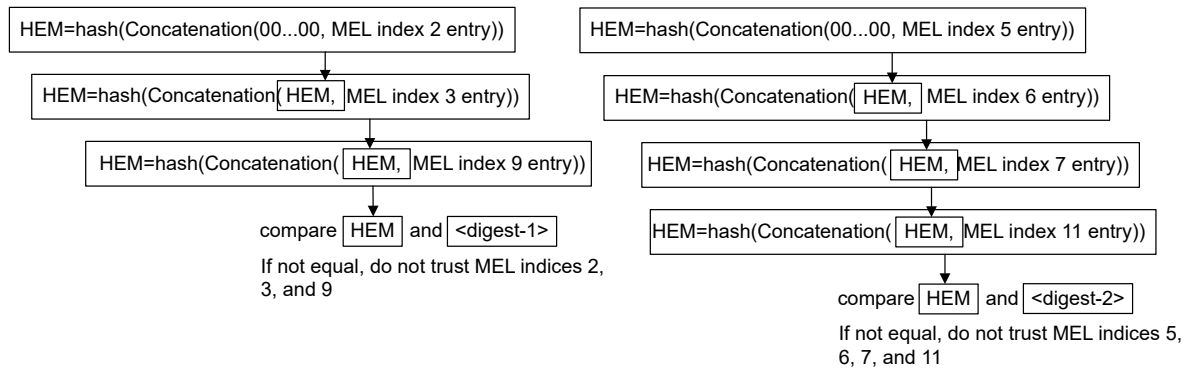 HEM=hash(Concatenation(00...00, MEL index 2 entry))
HEM=hash(Concatenation( HEM, MEL index 3 entry))
HEM=hash(Concatenation( HEM, MEL index 9 entry))
compare HEM and <digest-1>
If not equal, do not trust MEL indices 2,
3, and 9
HEM=hash(Concatenation(00...00, MEL index 5 entry))
HEM=hash(Concatenation( HEM, MEL index 6 entry))
HEM=hash(Concatenation( HEM, MEL index 7 entry))
HEM=hash(Concatenation( HEM, MEL index 11 entry))
compare HEM and <digest-2>
If not equal, do not trust MEL indices 5,
6, 7, and 11